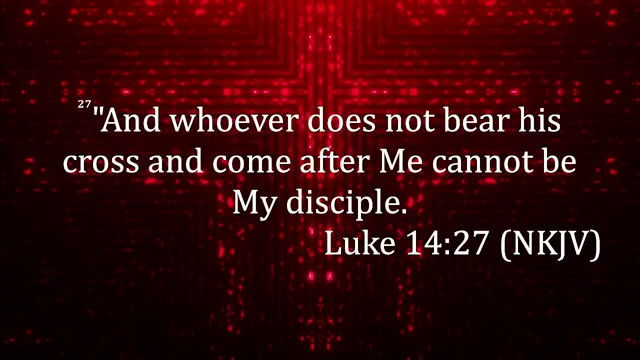 27"And whoever does not bear his
cross and come after Me cannot be
My disciple.
Luke 14:27 (NKJV)